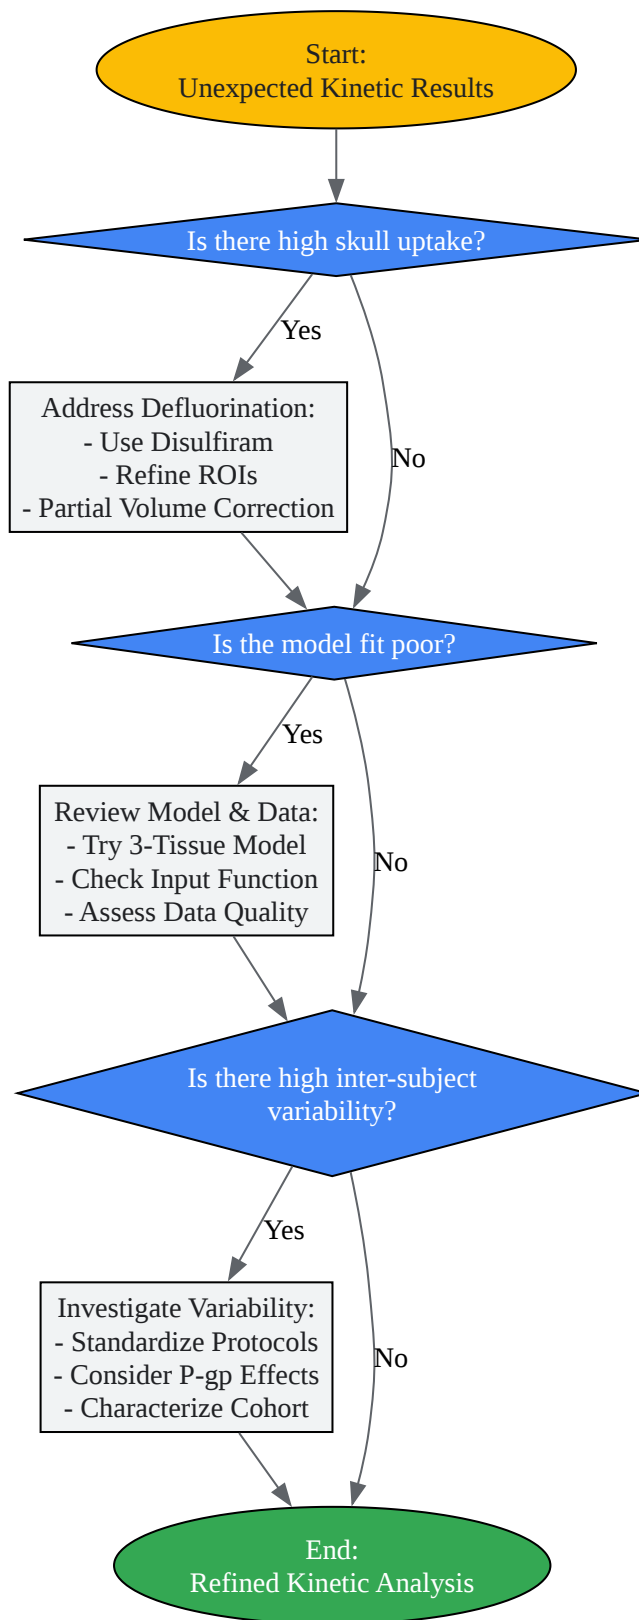 Start:
Unexpected Kinetic Results
Is there high skull uptake?
Yes
Address Defluorination:
- Use Disulfiram
- Refine ROIs
- Partial Volume Correction
No
Is the model fit poor?
Yes
Review Model & Data:
- Try 3-Tissue Model
- Check Input Function
- Assess Data Quality
No
Is there high inter-subject
variability?
Yes
Investigate Variability:
- Standardize Protocols
- Consider P-gp Effects
- Characterize Cohort
No
End:
Refined Kinetic Analysis